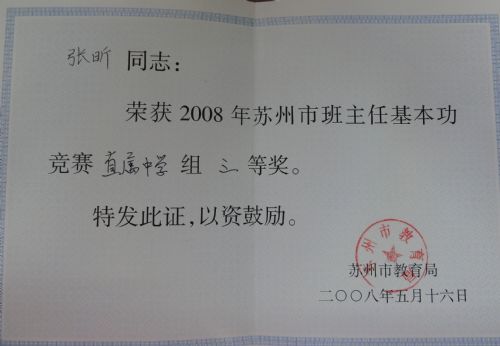 张昕 同志：
荣获 2008 年苏州市班主任基本功
竞赛 直属中学 组 三 等奖。
特发此证，以资鼓励。
苏州市教育局
苏州市教育局
二〇〇八年五月十六日